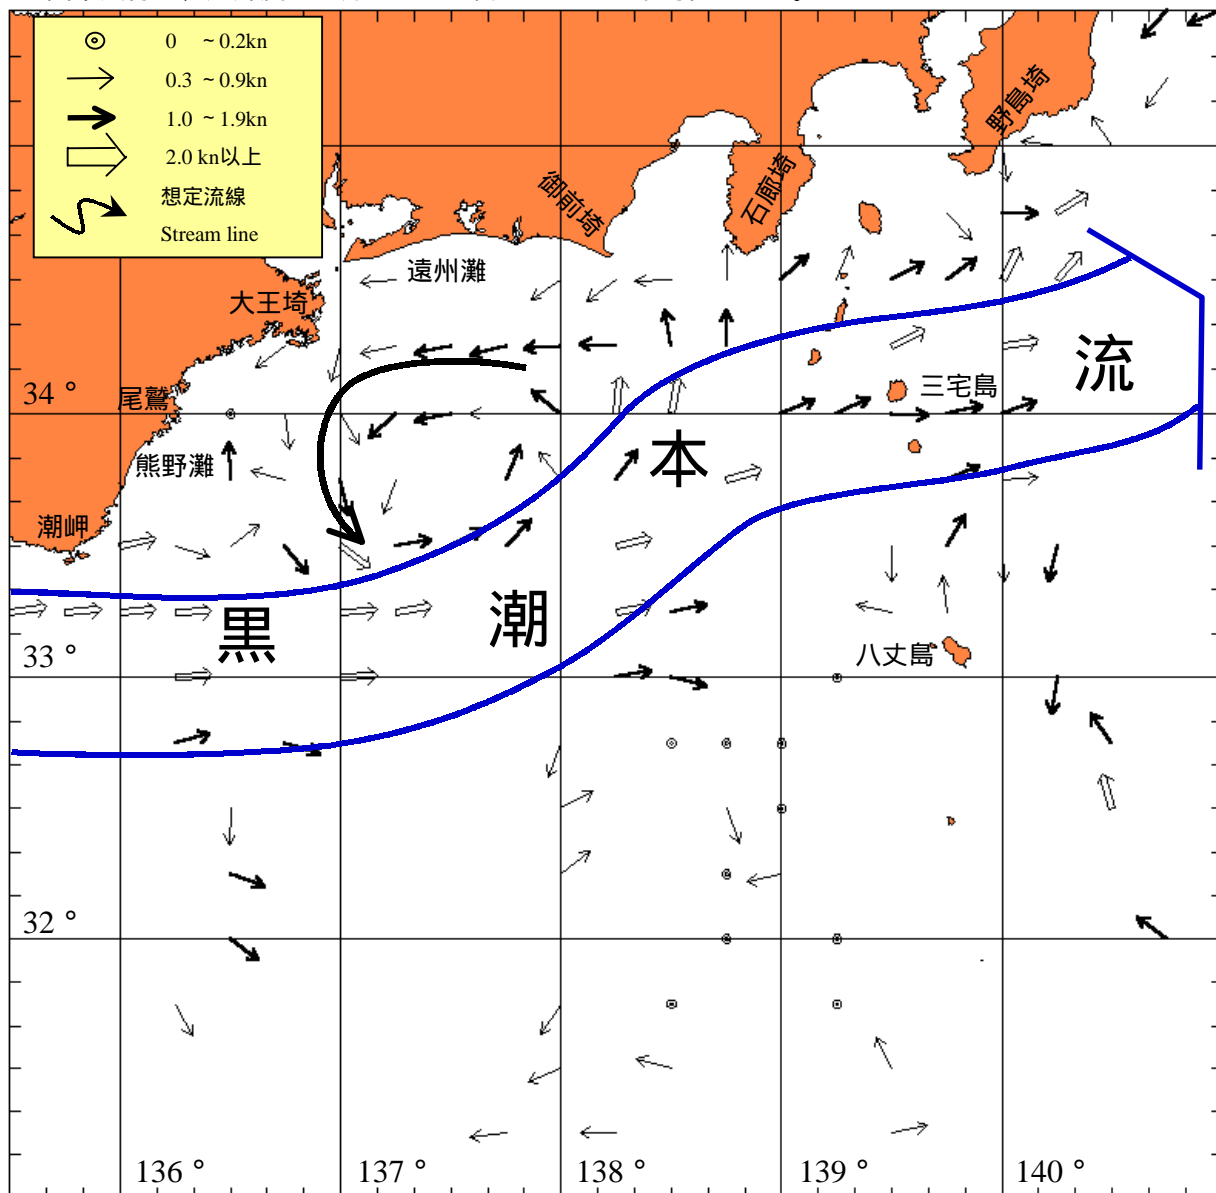 0 ~ 0.2kn
0.3 ~ 0.9kn
1.0 ~ 1.9kn
2.0 kn以上
想定流線
Stream line
野島埼
石廊埼
御前埼
遠州灘
大王埼
尾鷲
熊野灘
潮岬
三宅島
八丈島
黒潮本流
34°
33°
32°
136°
137°
138°
139°
140°